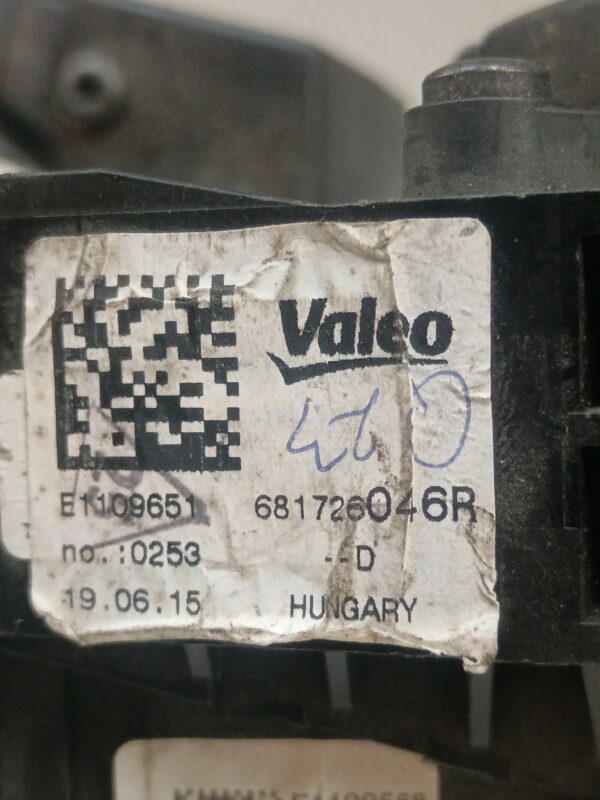 Valeo
E1109651 681726046R
no.:0253 --D
19.06.15 HUNGARY